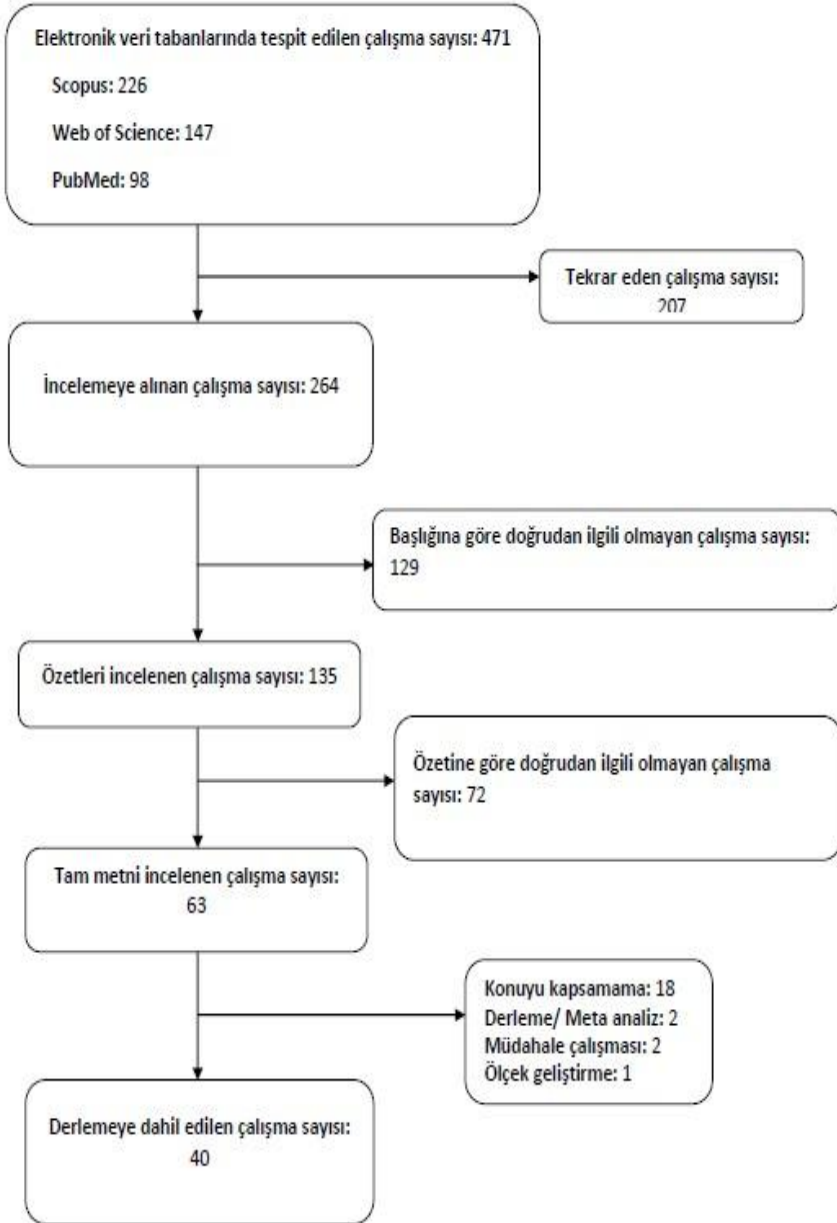 Elektronik veri tabanlarında tespit edilen çalışma sayısı: 471
Scopus: 226
Web of Science: 147
PubMed: 98
Tekrar eden çalışma sayısı:
207
İncelemeye alınan çalışma sayısı: 264
Başlığına göre doğrudan ilgili olmayan çalışma sayısı:
129
Özetleri incelenen çalışma sayısı: 135
Özetine göre doğrudan ilgili olmayan çalışma
sayısı: 72
Tam metni incelenen çalışma sayısı:
63
Konuyu kapsamama: 18
Derleme/ Meta analiz: 2
Müdahale çalışması: 2
Ölçek geliştirme: 1
Derlemeye dahil edilen çalışma sayısı:
40